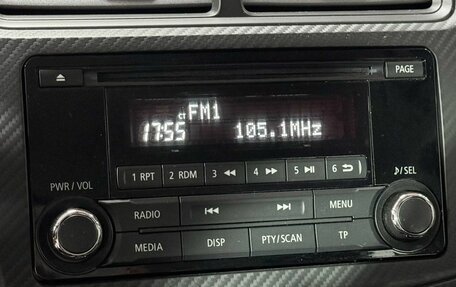 PAGE
CT FM1
17:55 105.1MHz
1 RPT 2 RDM 3 4 5 6
PWR / VOL
♪/SEL
RADIO MENU
MEDIA DISP PTY/SCAN TP